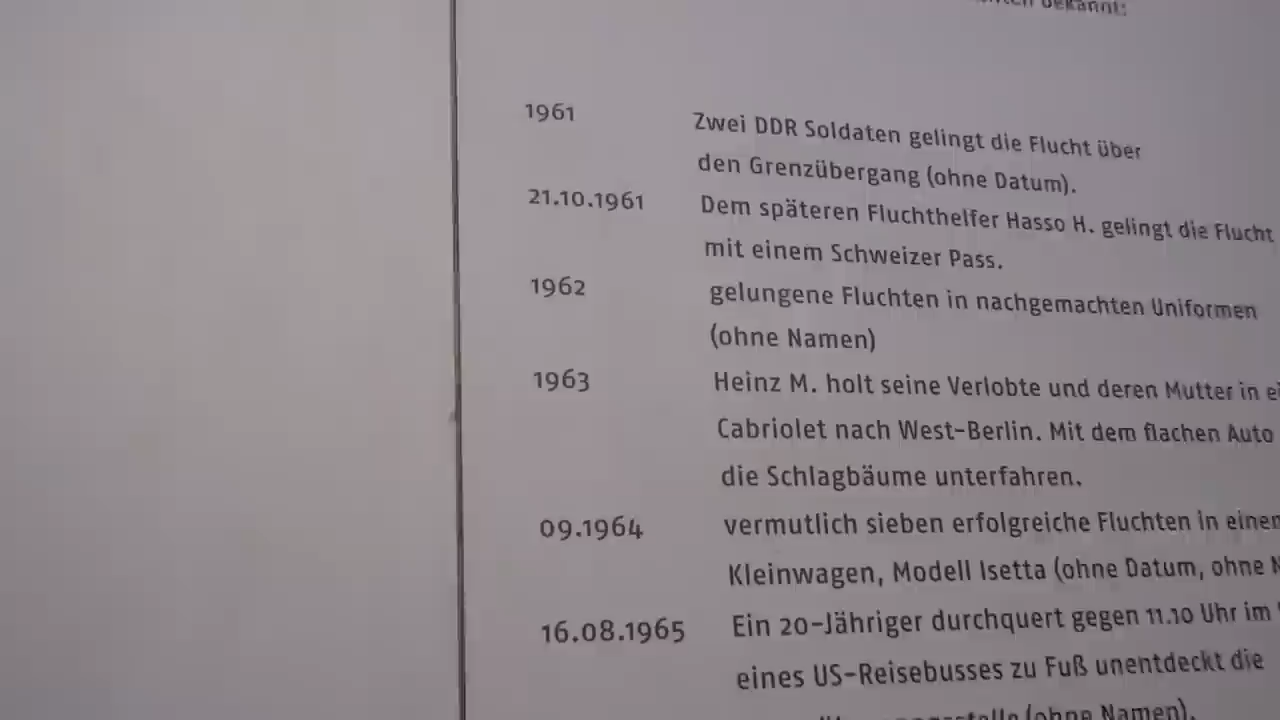 bekannt:
1961 Zwei DDR Soldaten gelingt die Flucht über
den Grenzübergang (ohne Datum).
21.10.1961 Dem späteren Fluchthelfer Hasso H. gelingt die Flucht
mit einem Schweizer Pass.
1962 gelungene Fluchten in nachgemachten Uniformen
(ohne Namen)
1963 Heinz M. holt seine Verlobte und deren Mutter in
Cabriolet nach West-Berlin. Mit dem flachen Auto
die Schlagbäume unterfahren.
09.1964 vermutlich sieben erfolgreiche Fluchten in
Kleinwagen, Modell Isetta (ohne Datum, ohne
16.08.1965 Ein 20-Jähriger durchquert gegen 11.10 Uhr im
eines US-Reisebusses zu Fuß unentdeckt die
(ohne Namen).